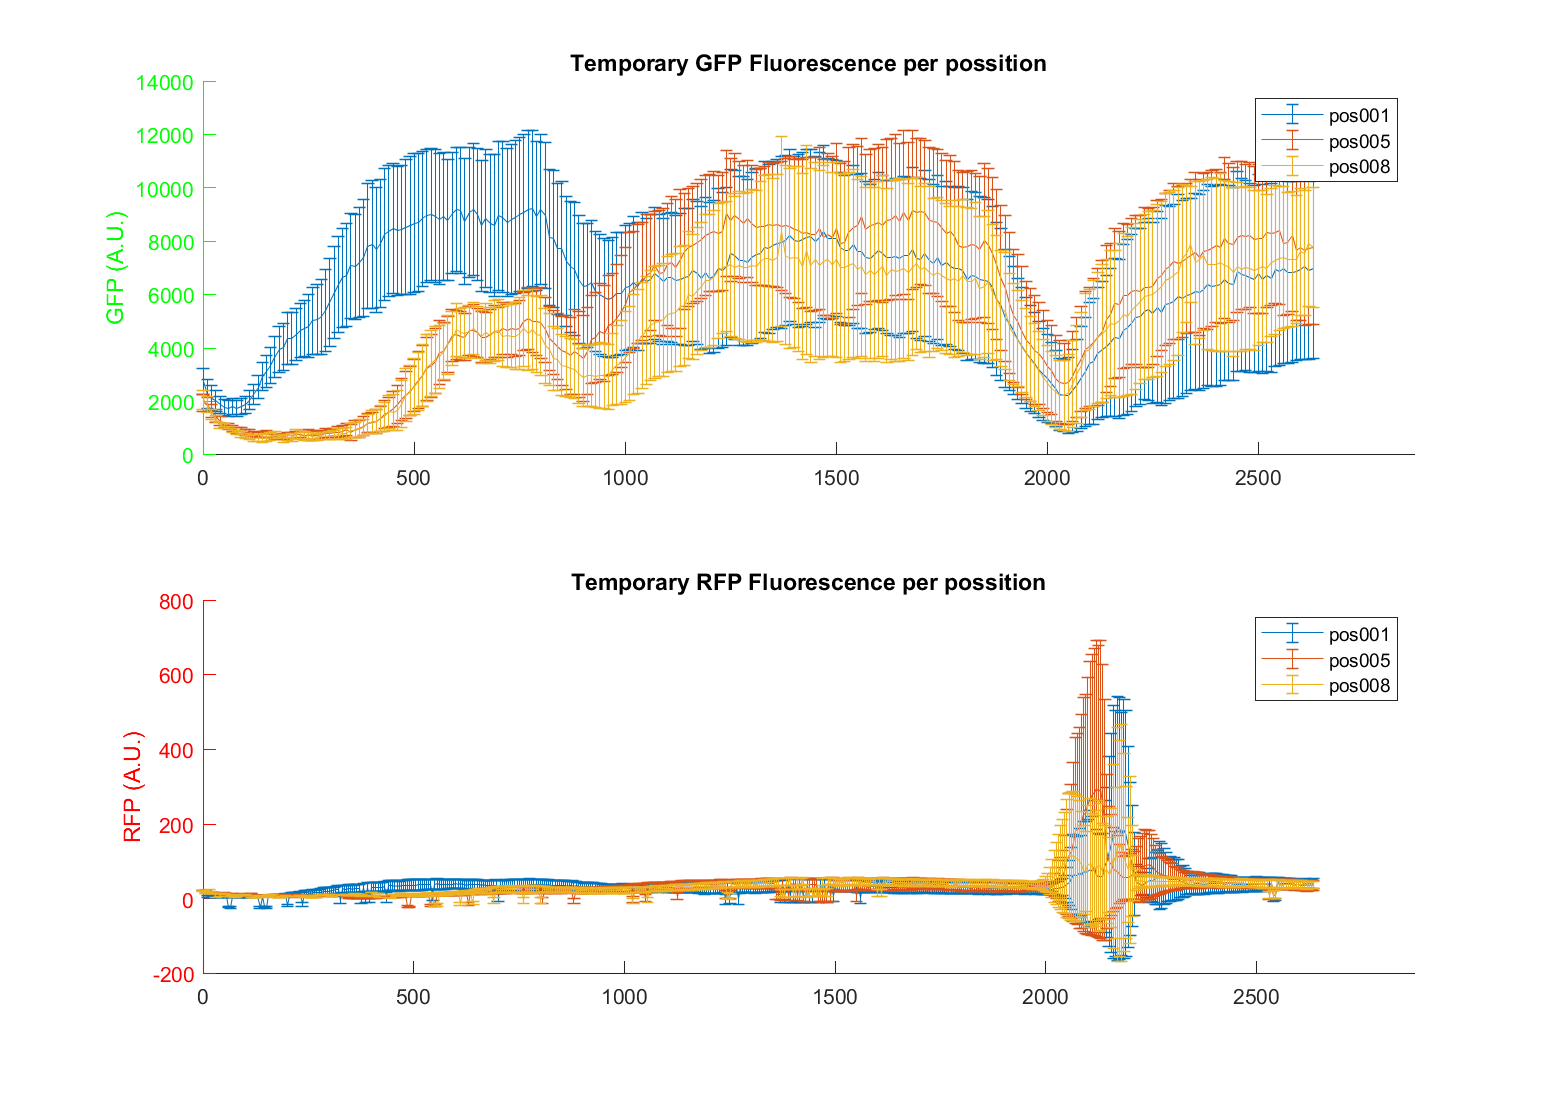 Temporary GFP Fluorescence per possition
14000
12000
10000
8000
6000
4000
2000
0
GFP (A.U.)
pos001
pos005
pos008
0 500 1000 1500 2000 2500
Temporary RFP Fluorescence per possition
800
600
400
200
0
-200
RFP (A.U.)
pos001
pos005
pos008
0 500 1000 1500 2000 2500